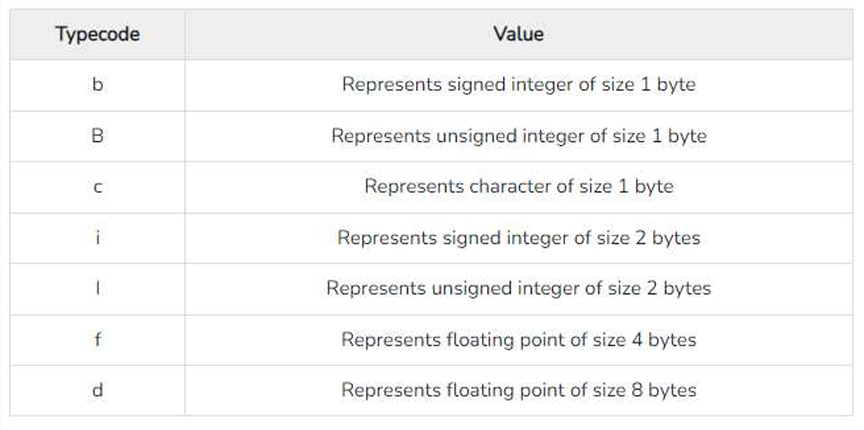 Typecode Value
b Represents signed integer of size 1 byte
B Represents unsigned integer of size 1 byte
c Represents character of size 1 byte
i Represents signed integer of size 2 bytes
I Represents unsigned integer of size 2 bytes
f Represents floating point of size 4 bytes
d Represents floating point of size 8 bytes